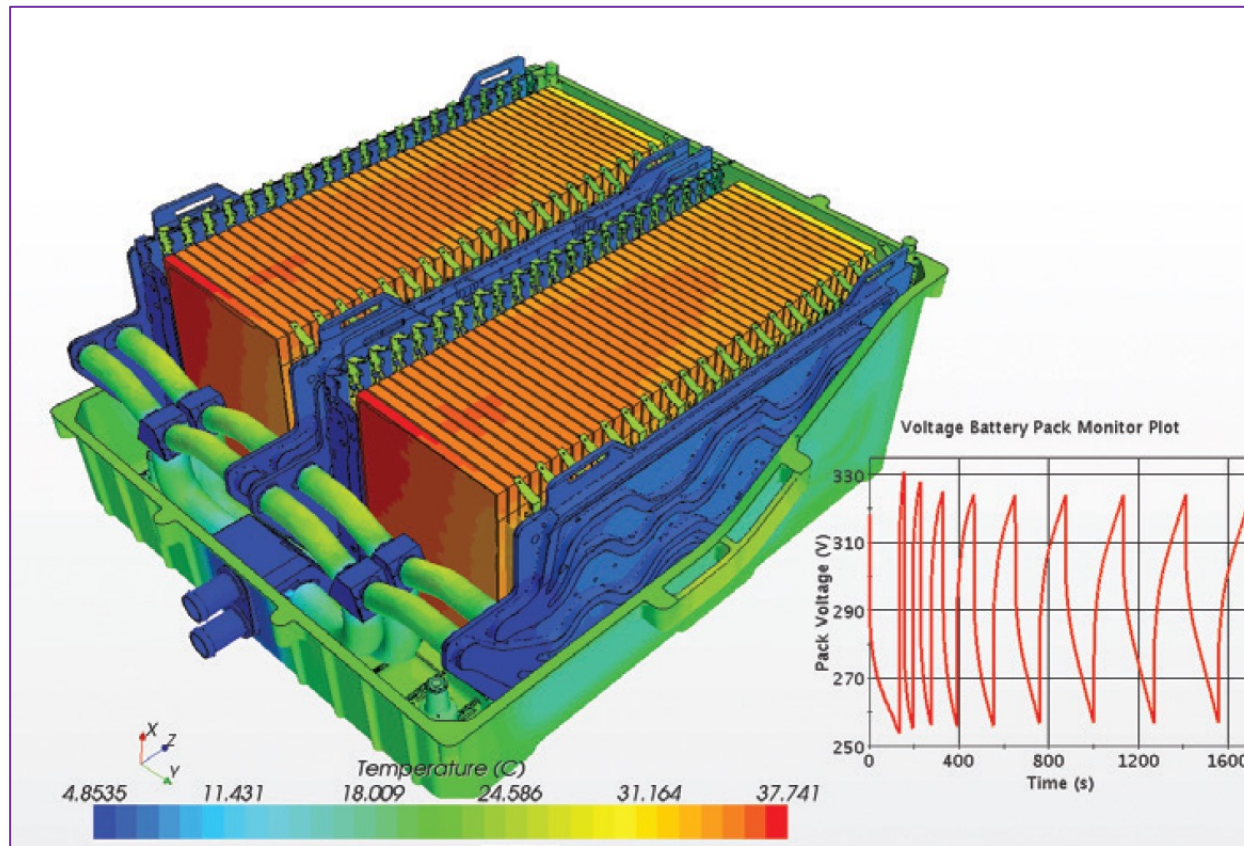 Voltage Battery Pack Monitor Plot
Pack Voltage (V)
330
310
290
270
250
0 400 800 1200 1600
Time (s)
X
Z
Y
Temperature (C)
4.8535 11.431 18.009 24.586 31.164 37.741